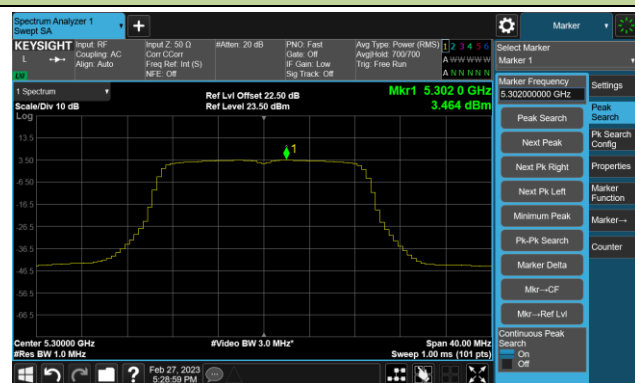 Spectrum Analyzer 1
Swept SA
+
Marker
KEYSIGHT
L
LV
Input: RF
Coupling: AC
Align: Auto
Input Z: 50 Ω
Corr CCorr
Freq Ref: Int (S)
NFE: Off
#Atten: 20 dB
PNO: Fast
Gate: Off
IF Gain: Low
Sig Track: Off
Avg Type: Power (RMS)
Avg|Hold: 700/700
Trig: Free Run
1 2 3 4 5 6
A W W W W W
A N N N N N
Select Marker
Marker 1
1 Spectrum
Scale/Div 10 dB
Log
Ref Lvl Offset 22.50 dB
Ref Level 23.50 dBm
Mkr1 5.302 0 GHz
3.464 dBm
13.5
3.50
-6.50
-16.5
-26.5
-36.5
-46.5
-56.5
-66.5
1
Center 5.30000 GHz
#Res BW 1.0 MHz
#Video BW 3.0 MHz*
Span 40.00 MHz
Sweep 1.00 ms (101 pts)
Marker Frequency
5.302000000 GHz
Peak Search
Next Peak
Next Pk Right
Next Pk Left
Minimum Peak
Pk-Pk Search
Marker Delta
Mkr→CF
Mkr→Ref Lvl
Continuous Peak
Search
On
Off
Settings
Peak
Search
Pk Search
Config
Properties
Marker
Function
Marker→
Counter
?
Feb 27, 2023
5:28:59 PM